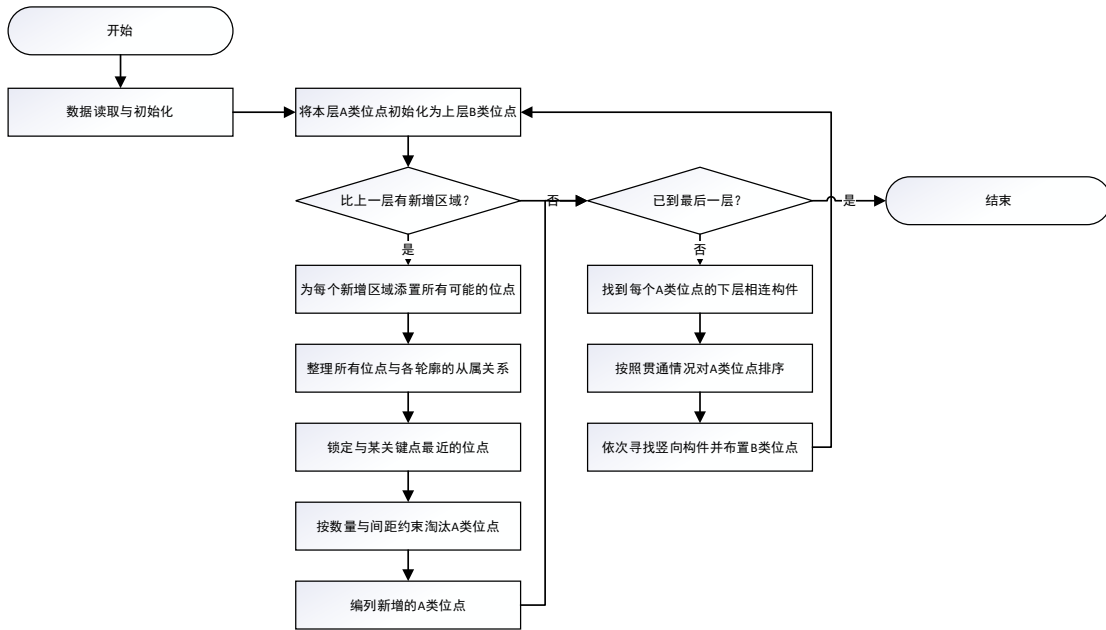 开始
数据读取与初始化
将本层A类位点初始化为上层B类位点
比上一层有新增区域？
否
已到最后一层？
是
结束
是
否
为每个新增区域添置所有可能的位点
找到每个A类位点的下层相连构件
整理所有位点与各轮廓的从属关系
按照贯通情况对A类位点排序
锁定与某关键点最近的位点
依次寻找竖向构件并布置B类位点
按数量与间距约束淘汰A类位点
编列新增的A类位点